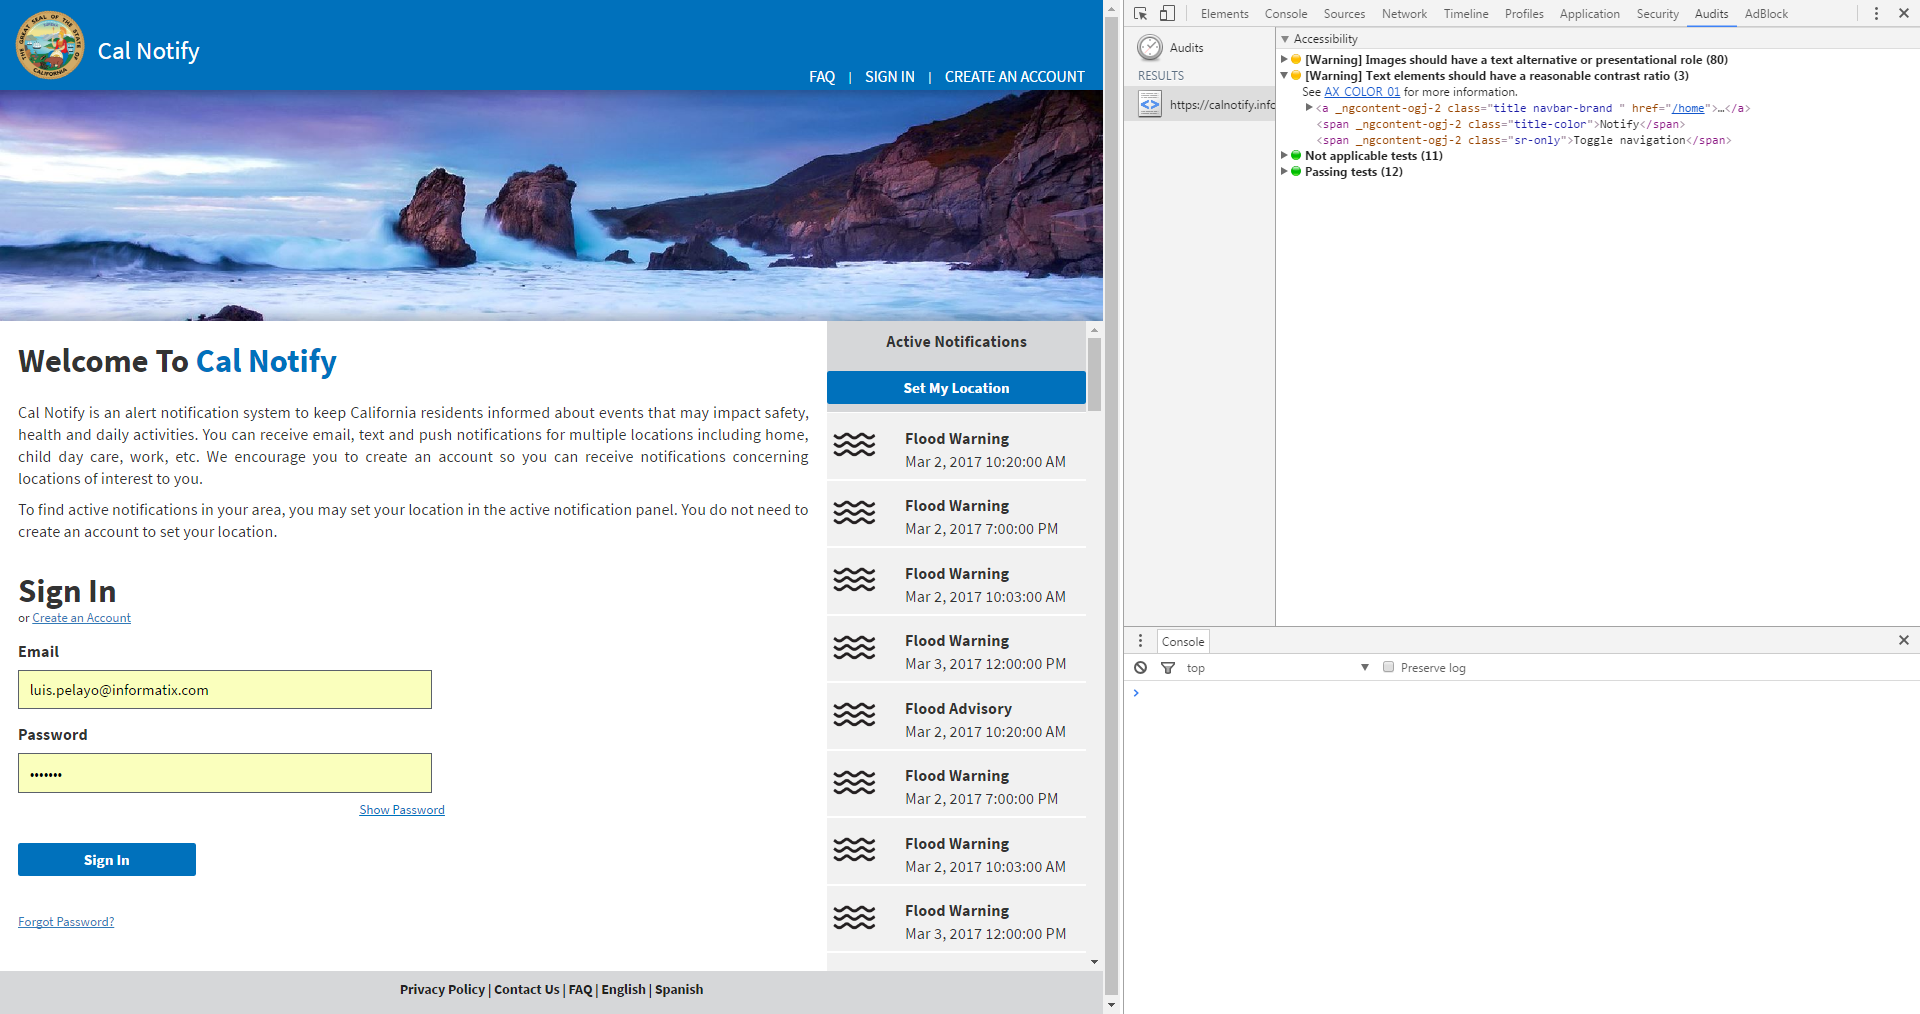 Cal Notify
FAQ | SIGN IN | CREATE AN ACCOUNT
Welcome To Cal Notify
Cal Notify is an alert notification system to keep California residents informed about events that may impact safety,
health and daily activities. You can receive email, text and push notifications for multiple locations including home,
child day care, work, etc. We encourage you to create an account so you can receive notifications concerning
locations of interest to you.
To find active notifications in your area, you may set your location in the active notification panel. You do not need to
create an account to set your location.
Sign In
or Create an Account
Email
luis.pelayo@informatix.com
Password
•••••••
Show Password
Sign In
Forgot Password?
Active Notifications
Set My Location
Flood Warning
Mar 2, 2017 10:20:00 AM
Flood Warning
Mar 2, 2017 7:00:00 PM
Flood Warning
Mar 2, 2017 10:03:00 AM
Flood Warning
Mar 3, 2017 12:00:00 PM
Flood Advisory
Mar 2, 2017 10:20:00 AM
Flood Warning
Mar 2, 2017 7:00:00 PM
Flood Warning
Mar 2, 2017 10:03:00 AM
Flood Warning
Mar 3, 2017 12:00:00 PM
Privacy Policy | Contact Us | FAQ | English | Spanish
Elements Console Sources Network Timeline Profiles Application Security Audits AdBlock
Audits
RESULTS
https://calnotify.info
Accessibility
[Warning] Images should have a text alternative or presentational role (80)
[Warning] Text elements should have a reasonable contrast ratio (3)
See AX_COLOR_01 for more information.
<a _ngcontent-ogj-2 class="title navbar-brand " href="/home">…</a>
<span _ngcontent-ogj-2 class="title-color">Notify</span>
<span _ngcontent-ogj-2 class="sr-only">Toggle navigation</span>
Not applicable tests (11)
Passing tests (12)
Console
top
Preserve log